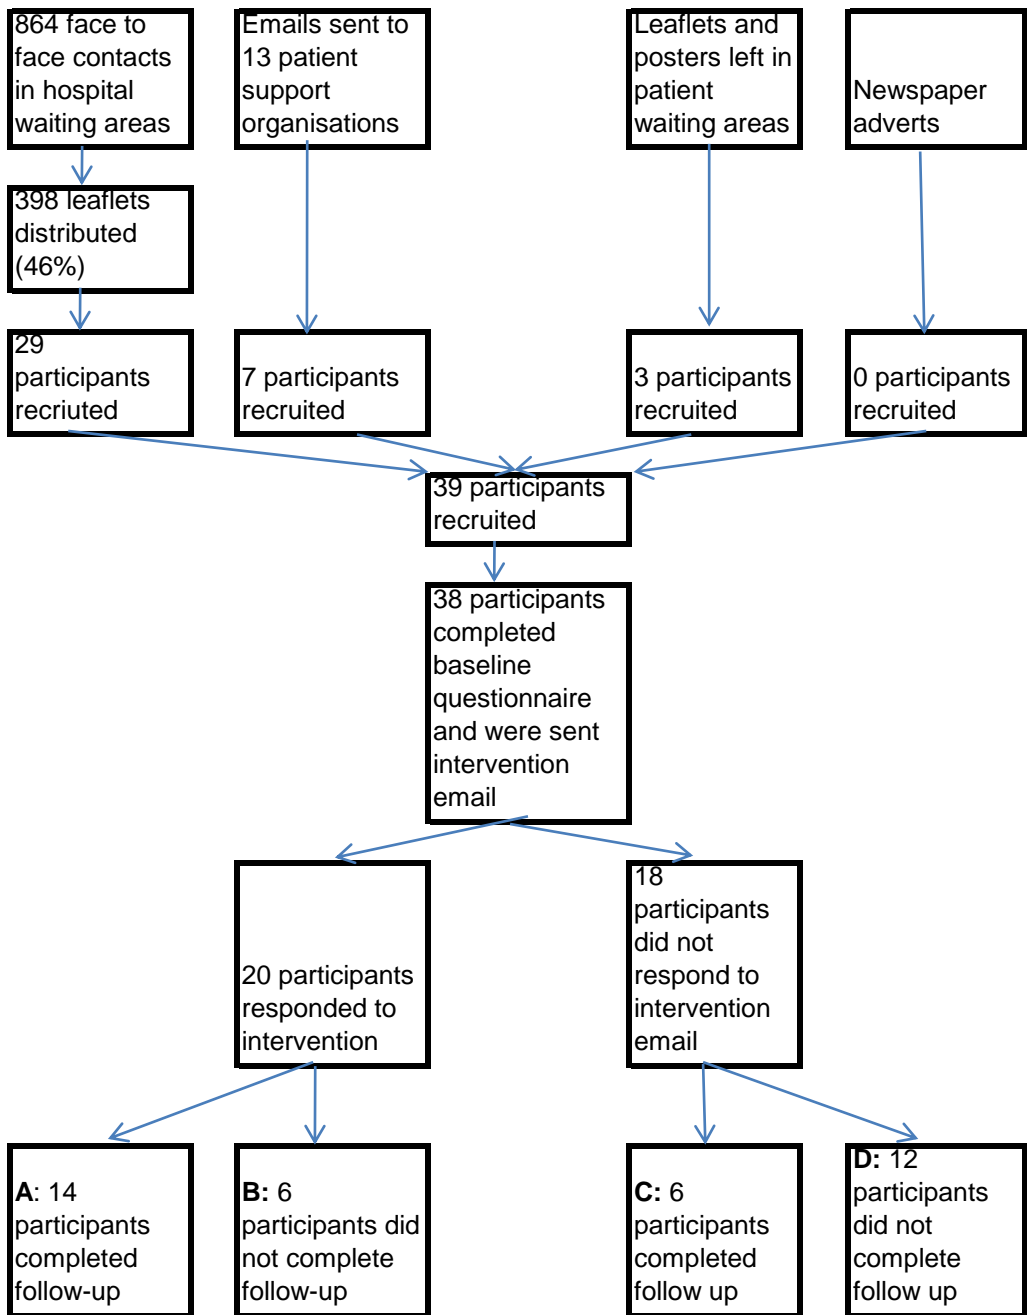 864 face to
face contacts
in hospital
waiting areas
Emails sent to
13 patient
support
organisations
Leaflets and
posters left in
patient
waiting areas
Newspaper
adverts
398 leaflets
distributed
(46%)
29
participants
recriuted
7 participants
recruited
3 participants
recruited
0 participants
recruited
39 participants
recruited
38 participants
completed
baseline
questionnaire
and were sent
intervention
email
20 participants
responded to
intervention
18
participants
did not
respond to
intervention
email
A: 14
participants
completed
follow-up
B: 6
participants did
not complete
follow-up
C: 6
participants
completed
follow up
D: 12
participants
did not
complete
follow up